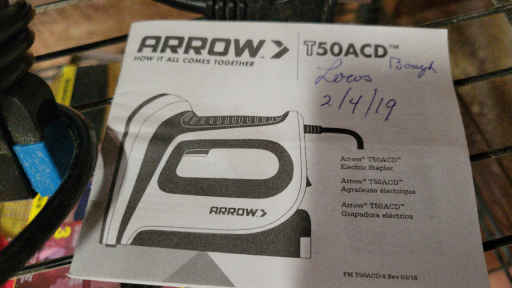 ARROW
T50ACD™
HOW IT ALL COMES TOGETHER
Lows Bough
2/4/19
Arrow® T50ACD™
Electric Stapler
Arrow® T50ACD™
Agrafeuse électrique
Arrow® T50ACD™
Grapadora eléctrica
ARROW